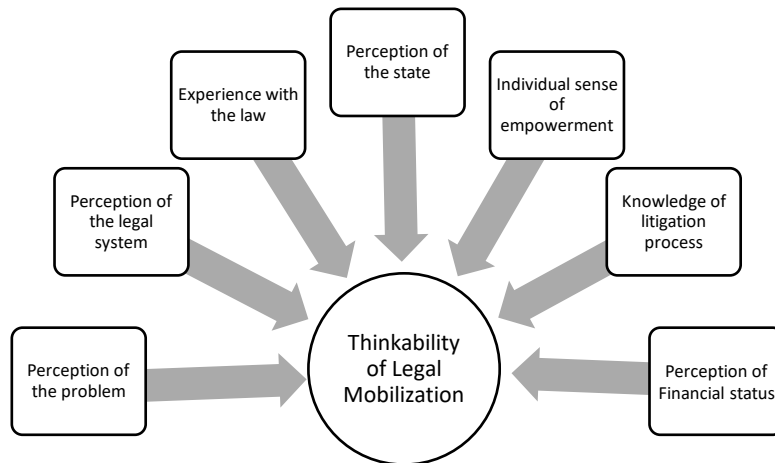 Perception of
the state
Individual sense
of
empowerment
Experience with
the law
Perception of
the legal
system
Knowledge of
litigation
process
Perception of
the problem
Thinkability
of Legal
Mobilization
Perception of
Financial status